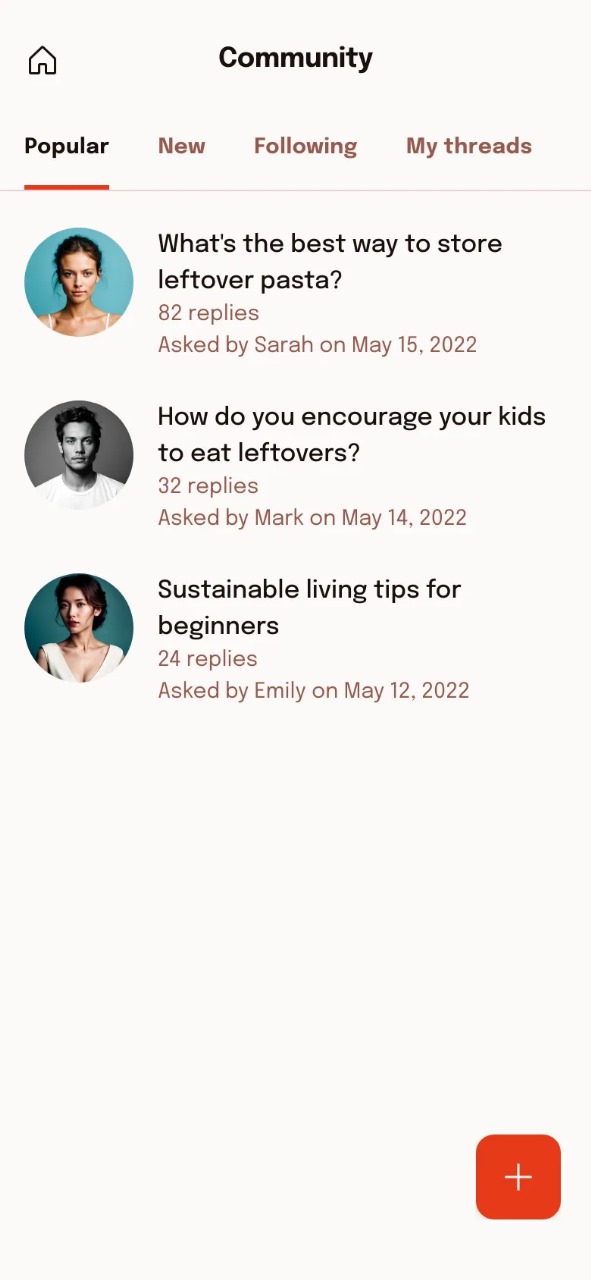 Community
Popular New Following My threads
What's the best way to store
leftover pasta?
82 replies
Asked by Sarah on May 15, 2022
How do you encourage your kids
to eat leftovers?
32 replies
Asked by Mark on May 14, 2022
Sustainable living tips for
beginners
24 replies
Asked by Emily on May 12, 2022